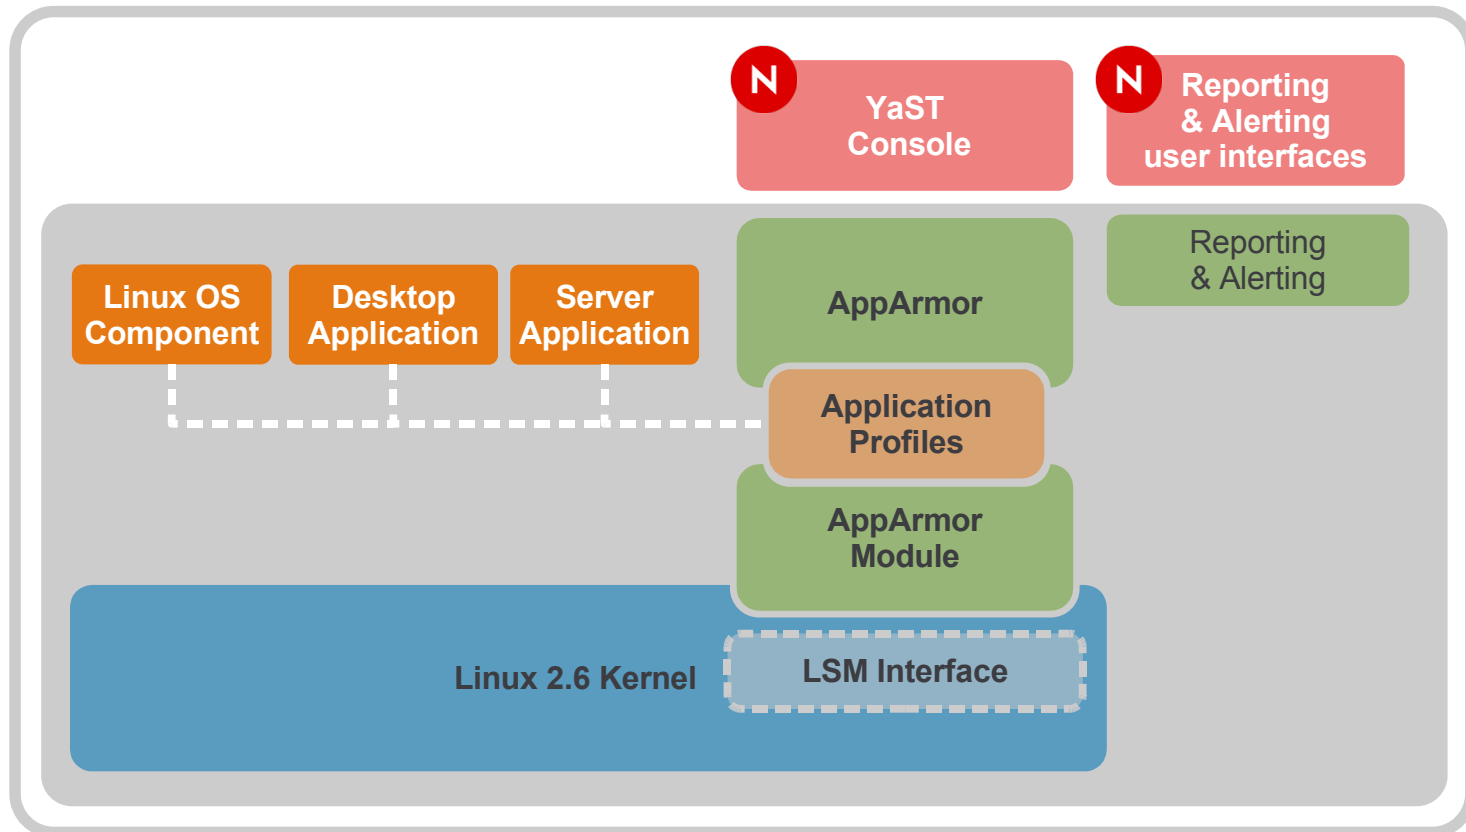 N
YaST
Console
N
Reporting
& Alerting
user interfaces
Reporting
& Alerting
Linux OS
Component
Desktop
Application
Server
Application
AppArmor
Application
Profiles
AppArmor
Module
Linux 2.6 Kernel
LSM Interface